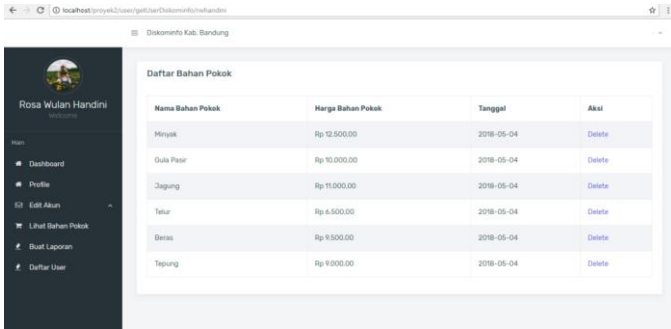 localhost/proyek2/user/getUserDiskominfo/rwhandini
Diskominfo Kab. Bandung
Rosa Wulan Handini
Welcome
Main
Dashboard
Profile
Edit Akun
Lihat Bahan Pokok
Buat Laporan
Daftar User
Daftar Bahan Pokok
Nama Bahan Pokok Harga Bahan Pokok Tanggal Aksi
Minyak Rp 12.500,00 2018-05-04 Delete
Gula Pasir Rp 10.000,00 2018-05-04 Delete
Jagung Rp 11.000,00 2018-05-04 Delete
Telur Rp 6.500,00 2018-05-04 Delete
Beras Rp 9.500,00 2018-05-04 Delete
Tepung Rp 9.000,00 2018-05-04 Delete